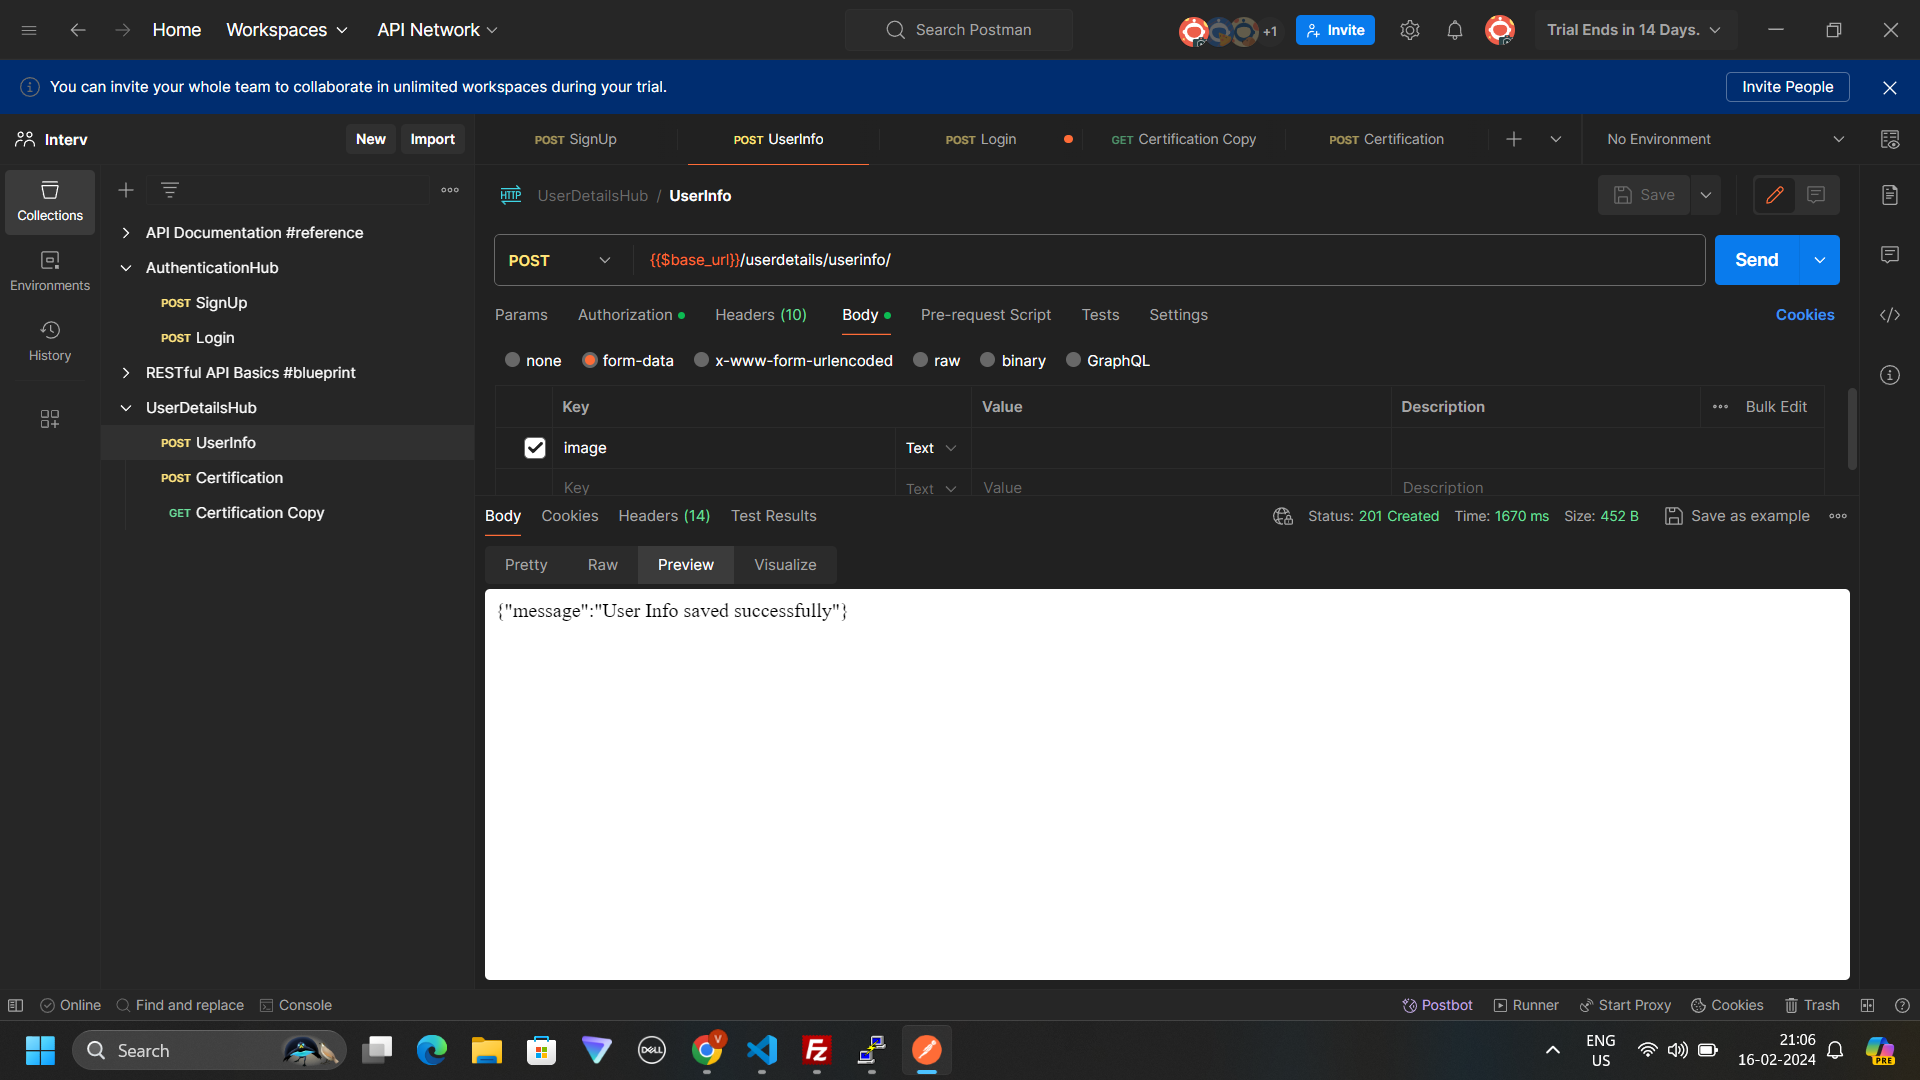 Home
Workspaces
API Network
Search Postman
+1
Invite
Trial Ends in 14 Days.
You can invite your whole team to collaborate in unlimited workspaces during your trial.
Invite People
Interv
New
Import
POST SignUp
POST UserInfo
POST Login
GET Certification Copy
POST Certification
No Environment
Collections
Environments
History
API Documentation #reference
AuthenticationHub
POST SignUp
POST Login
RESTful API Basics #blueprint
UserDetailsHub
POST UserInfo
POST Certification
GET Certification Copy
HTTP UserDetailsHub / UserInfo
Save
POST
{{$base_url}}/userdetails/userinfo/
Send
Params
Authorization
Headers (10)
Body
Pre-request Script
Tests
Settings
Cookies
none
form-data
x-www-form-urlencoded
raw
binary
GraphQL
Key
Value
Description
Bulk Edit
image
Text
Key
Text
Value
Description
Body
Cookies
Headers (14)
Test Results
Status: 201 Created
Time: 1670 ms
Size: 452 B
Save as example
Pretty
Raw
Preview
Visualize
{"message":"User Info saved successfully"}
Online
Find and replace
Console
Postbot
Runner
Start Proxy
Cookies
Trash
Search
DELL
V
Fz
ENG
US
21:06
16-02-2024
PRE